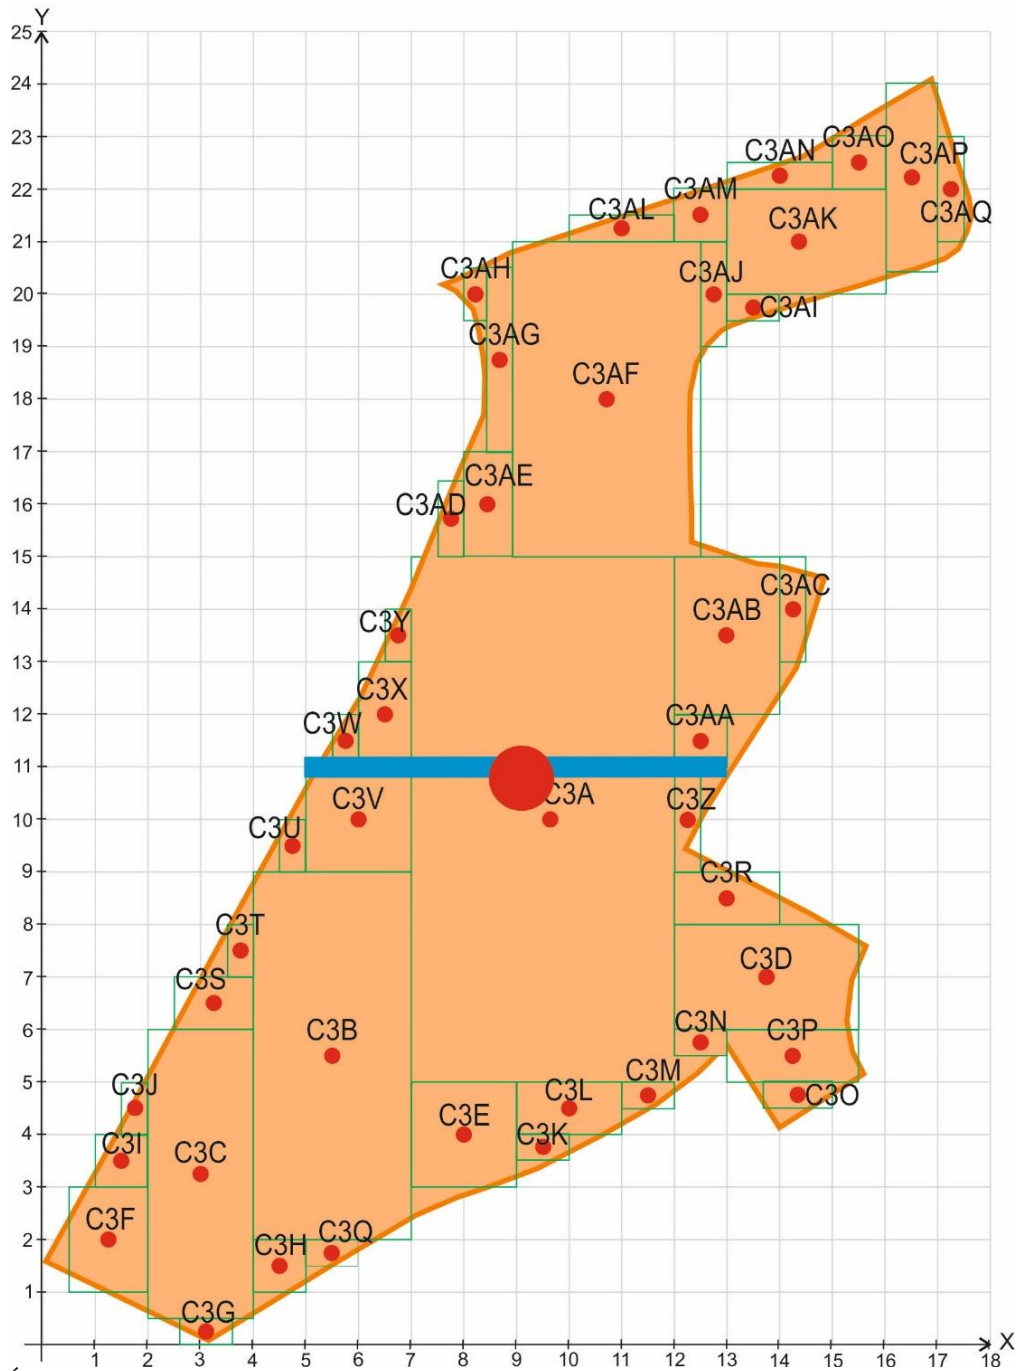 Y
25
24
23
22
21
20
19
18
17
16
15
14
13
12
11
10
9
8
7
6
5
4
3
2
1
C3AO
C3AN
C3AP
C3AM
C3AQ
C3AL
C3AK
C3AH
C3AJ
C3AI
C3AG
C3AF
C3AE
C3AD
C3AC
C3AB
C3Y
C3X
C3W
C3AA
C3V
C3A
C3Z
C3U
C3R
C3T
C3S
C3D
C3B
C3N
C3P
C3J
C3M
C3L
C3O
C3E
C3K
C3I
C3C
C3F
C3H
C3Q
C3G
X
1 2 3 4 5 6 7 8 9 10 11 12 13 14 15 16 17 18